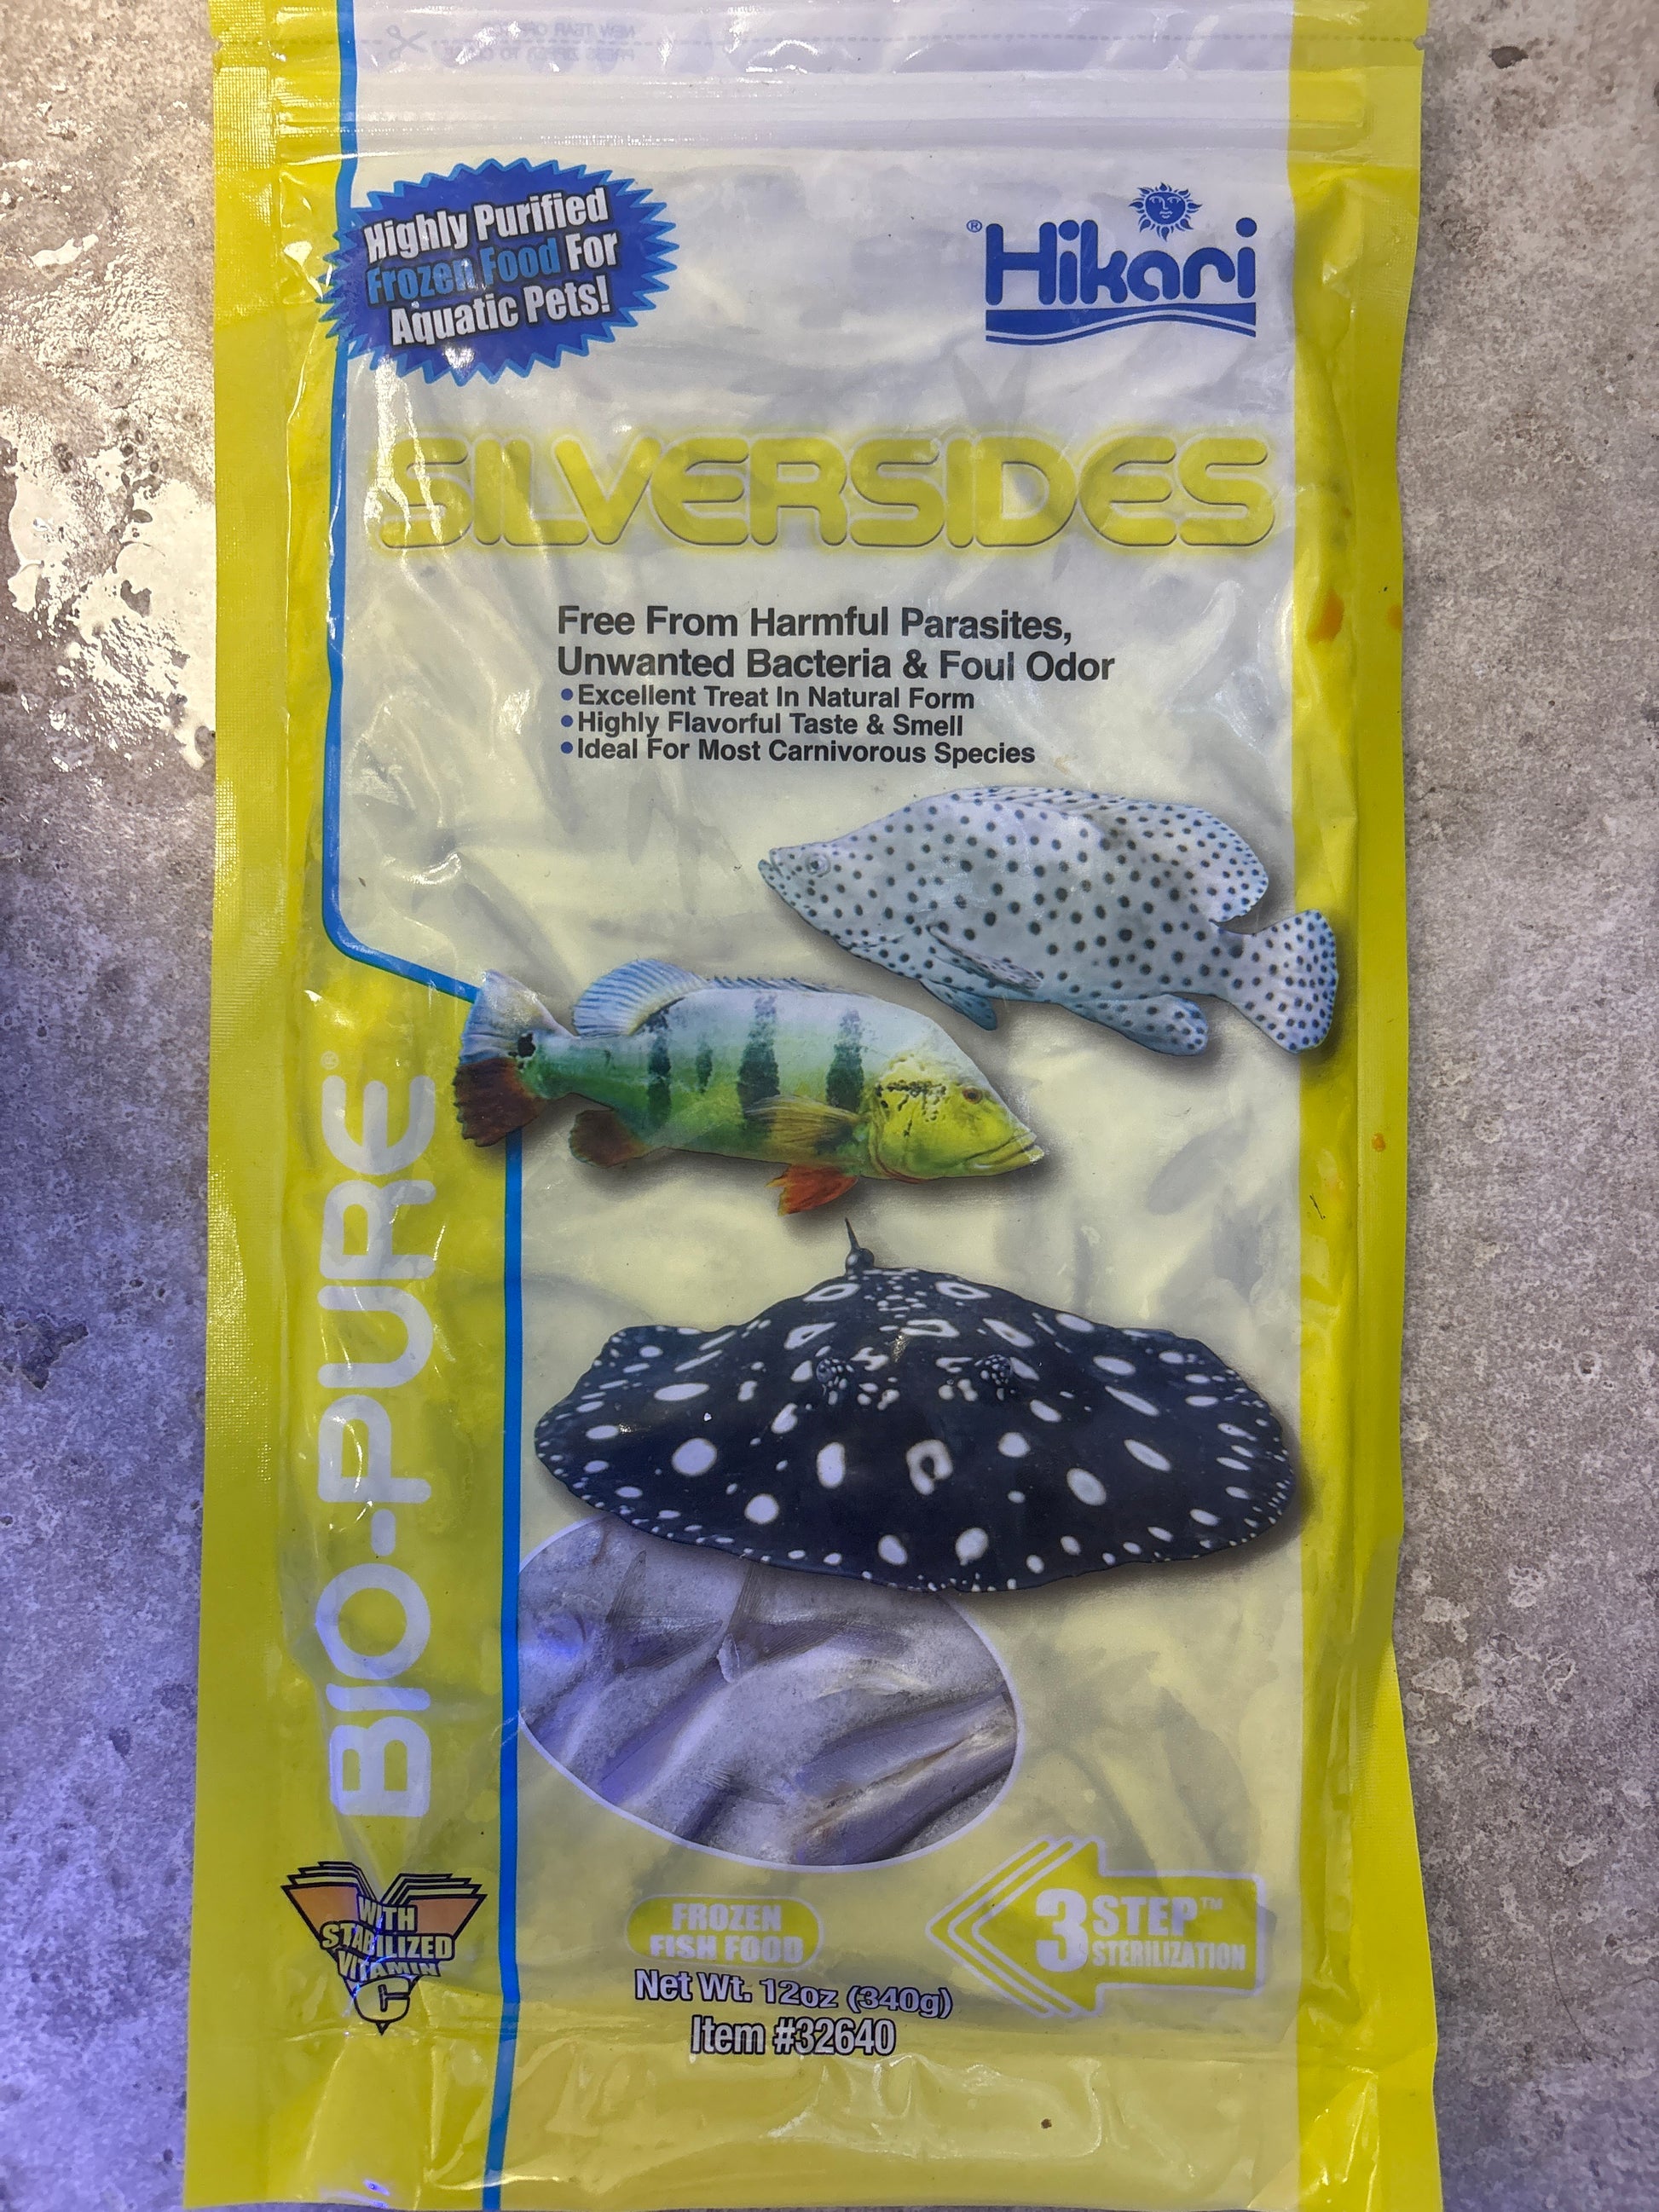 Highly Purified
Frozen Food For
Aquatic Pets!
® Hikari
SILVERSIDES
Free From Harmful Parasites,
Unwanted Bacteria & Foul Odor
•Excellent Treat In Natural Form
•Highly Flavorful Taste & Smell
•Ideal For Most Carnivorous Species
BIO-PURE®
WITH
STABILIZED
VITAMIN
C
FROZEN
FISH FOOD
3 STEP™
STERILIZATION
Net Wt. 12oz (340g)
Item #32640